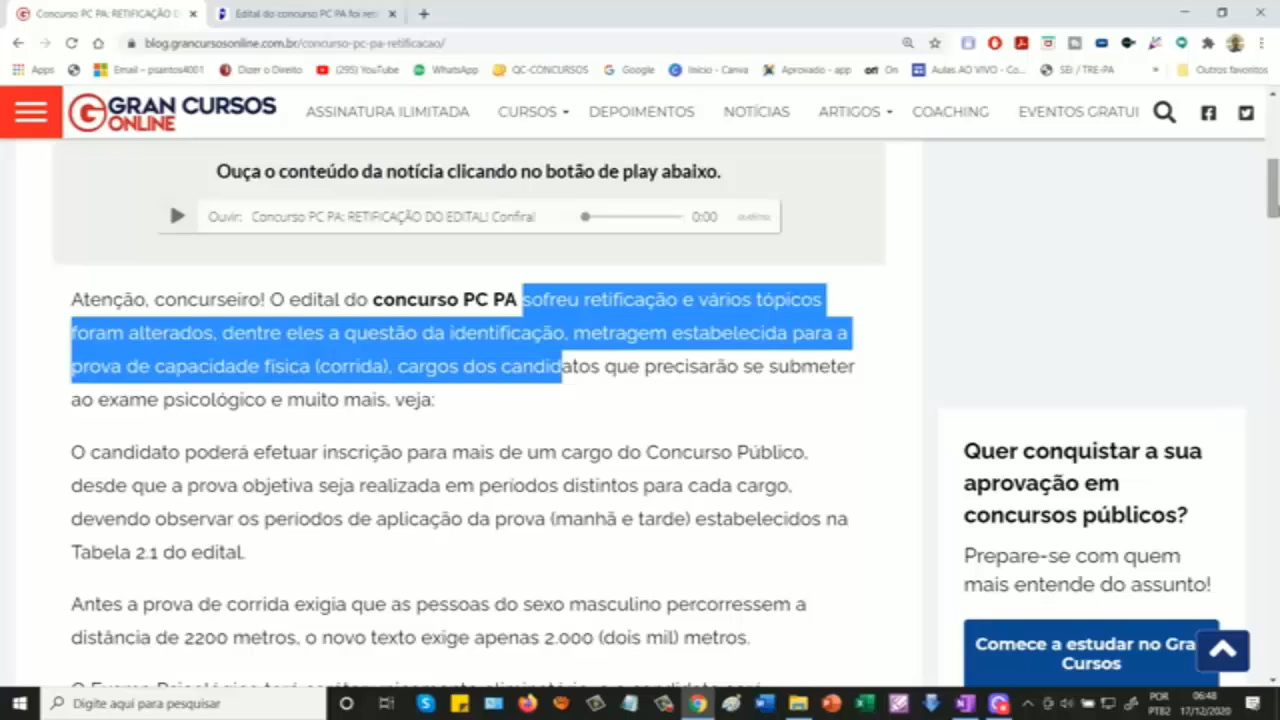 Concurso PC PA: RETIFICAÇÃO D
Edital do concurso PC PA foi reti
blog.grancursosonline.com.br/concurso-pc-pa-retificacao/
Apps
Email – psantos4001
Dizer o Direito
(295) YouTube
WhatsApp
QC-CONCURSOS
Google
Início - Canva
Aprovado - app
On
Aulas AO VIVO - Co...
SEI / TRE-PA
»
Outros favoritos
GRAN CURSOS
ONLINE
ASSINATURA ILIMITADA
CURSOS
DEPOIMENTOS
NOTÍCIAS
ARTIGOS
COACHING
EVENTOS GRATUI
Ouça o conteúdo da notícia clicando no botão de play abaixo.
Ouvir: Concurso PC PA: RETIFICAÇÃO DO EDITAL! Confira!
0:00
Atenção, concurseiro! O edital do concurso PC PA sofreu retificação e vários tópicos
foram alterados, dentre eles a questão da identificação, metragem estabelecida para a
prova de capacidade física (corrida), cargos dos candidatos que precisarão se submeter
ao exame psicológico e muito mais, veja:
O candidato poderá efetuar inscrição para mais de um cargo do Concurso Público,
desde que a prova objetiva seja realizada em períodos distintos para cada cargo,
devendo observar os períodos de aplicação da prova (manhã e tarde) estabelecidos na
Tabela 2.1 do edital.
Antes a prova de corrida exigia que as pessoas do sexo masculino percorressem a
distância de 2200 metros, o novo texto exige apenas 2.000 (dois mil) metros.
Quer conquistar a sua
aprovação em
concursos públicos?
Prepare-se com quem
mais entende do assunto!
Comece a estudar no Gra
Cursos
Digite aqui para pesquisar
POR
PTB2
06:48
17/12/2020